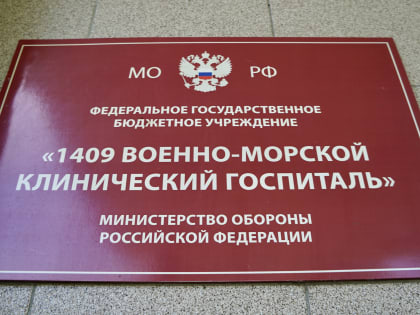 МО РФ
ФЕДЕРАЛЬНОЕ ГОСУДАРСТВЕННОЕ
БЮДЖЕТНОЕ УЧРЕЖДЕНИЕ
«1409 ВОЕННО-МОРСКОЙ
КЛИНИЧЕСКИЙ ГОСПИТАЛЬ»
МИНИСТЕРСТВО ОБОРОНЫ
РОССИЙСКОЙ ФЕДЕРАЦИИ